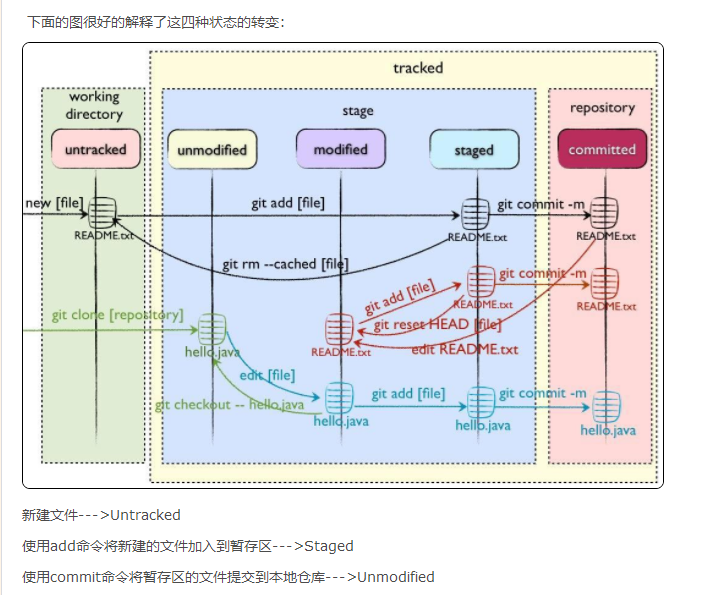 下面的图很好的解释了这四种状态的转变：
tracked
working
directory
stage
repository
untracked
unmodified
modified
staged
committed
new [file]
git add [file]
git commit -m
README.txt
README.txt
README.txt
git rm --cached [file]
git add [file]
git commit -m
README.txt
README.txt
git clone [repository]
git reset HEAD [file]
hello.java
README.txt
edit README.txt
edit [file]
git add [file]
git commit -m
git checkout -- hello.java
hello.java
hello.java
hello.java
新建文件--->Untracked
使用add命令将新建的文件加入到暂存区--->Staged
使用commit命令将暂存区的文件提交到本地仓库--->Unmodified